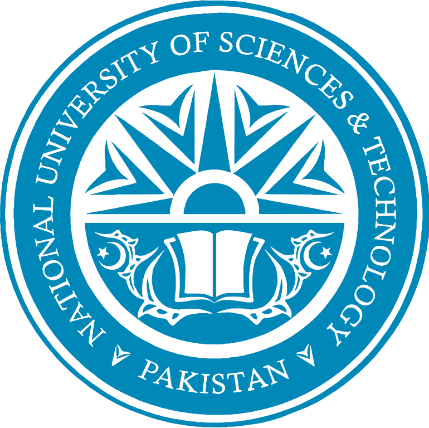 NATIONAL UNIVERSITY OF SCIENCES & TECHNOLOGY
PAKISTAN